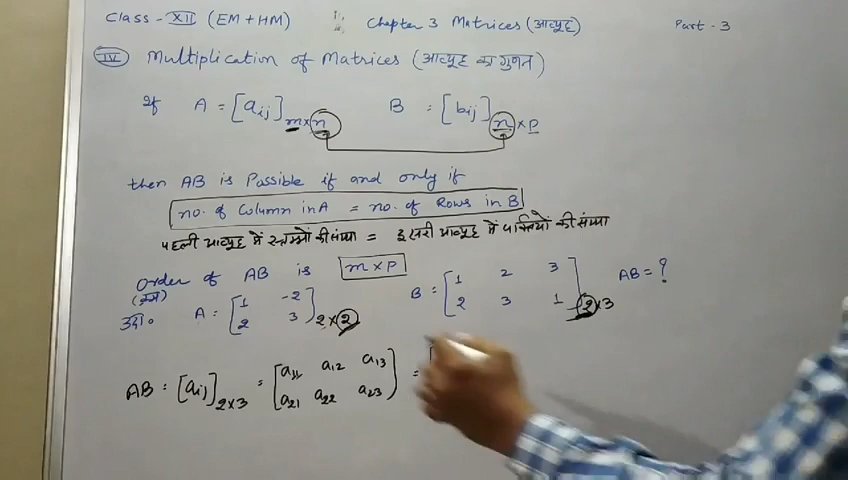 Class - XII (EM + HM) Chapter 3 Matrices (आव्यूह) Part - 3
IV Multiplication of Matrices (आव्यूह का गुणन)
if A = [aij] m×n B = [bij] n×p
then AB is Possible if and only if
no. of Column in A = no. of Rows in B
पहली आव्यूह में स्तम्भों की संख्या = दूसरी आव्यूह में पंक्तियों की संख्या
Order of AB is m×p
(क्रम)
उदा० A = [1 -2 2 3] 2×2 B = [1 2 3 2 3 1] 2×3 AB = ?
AB = [aij] 2×3 = [a11 a12 a13 a21 a22 a23] =